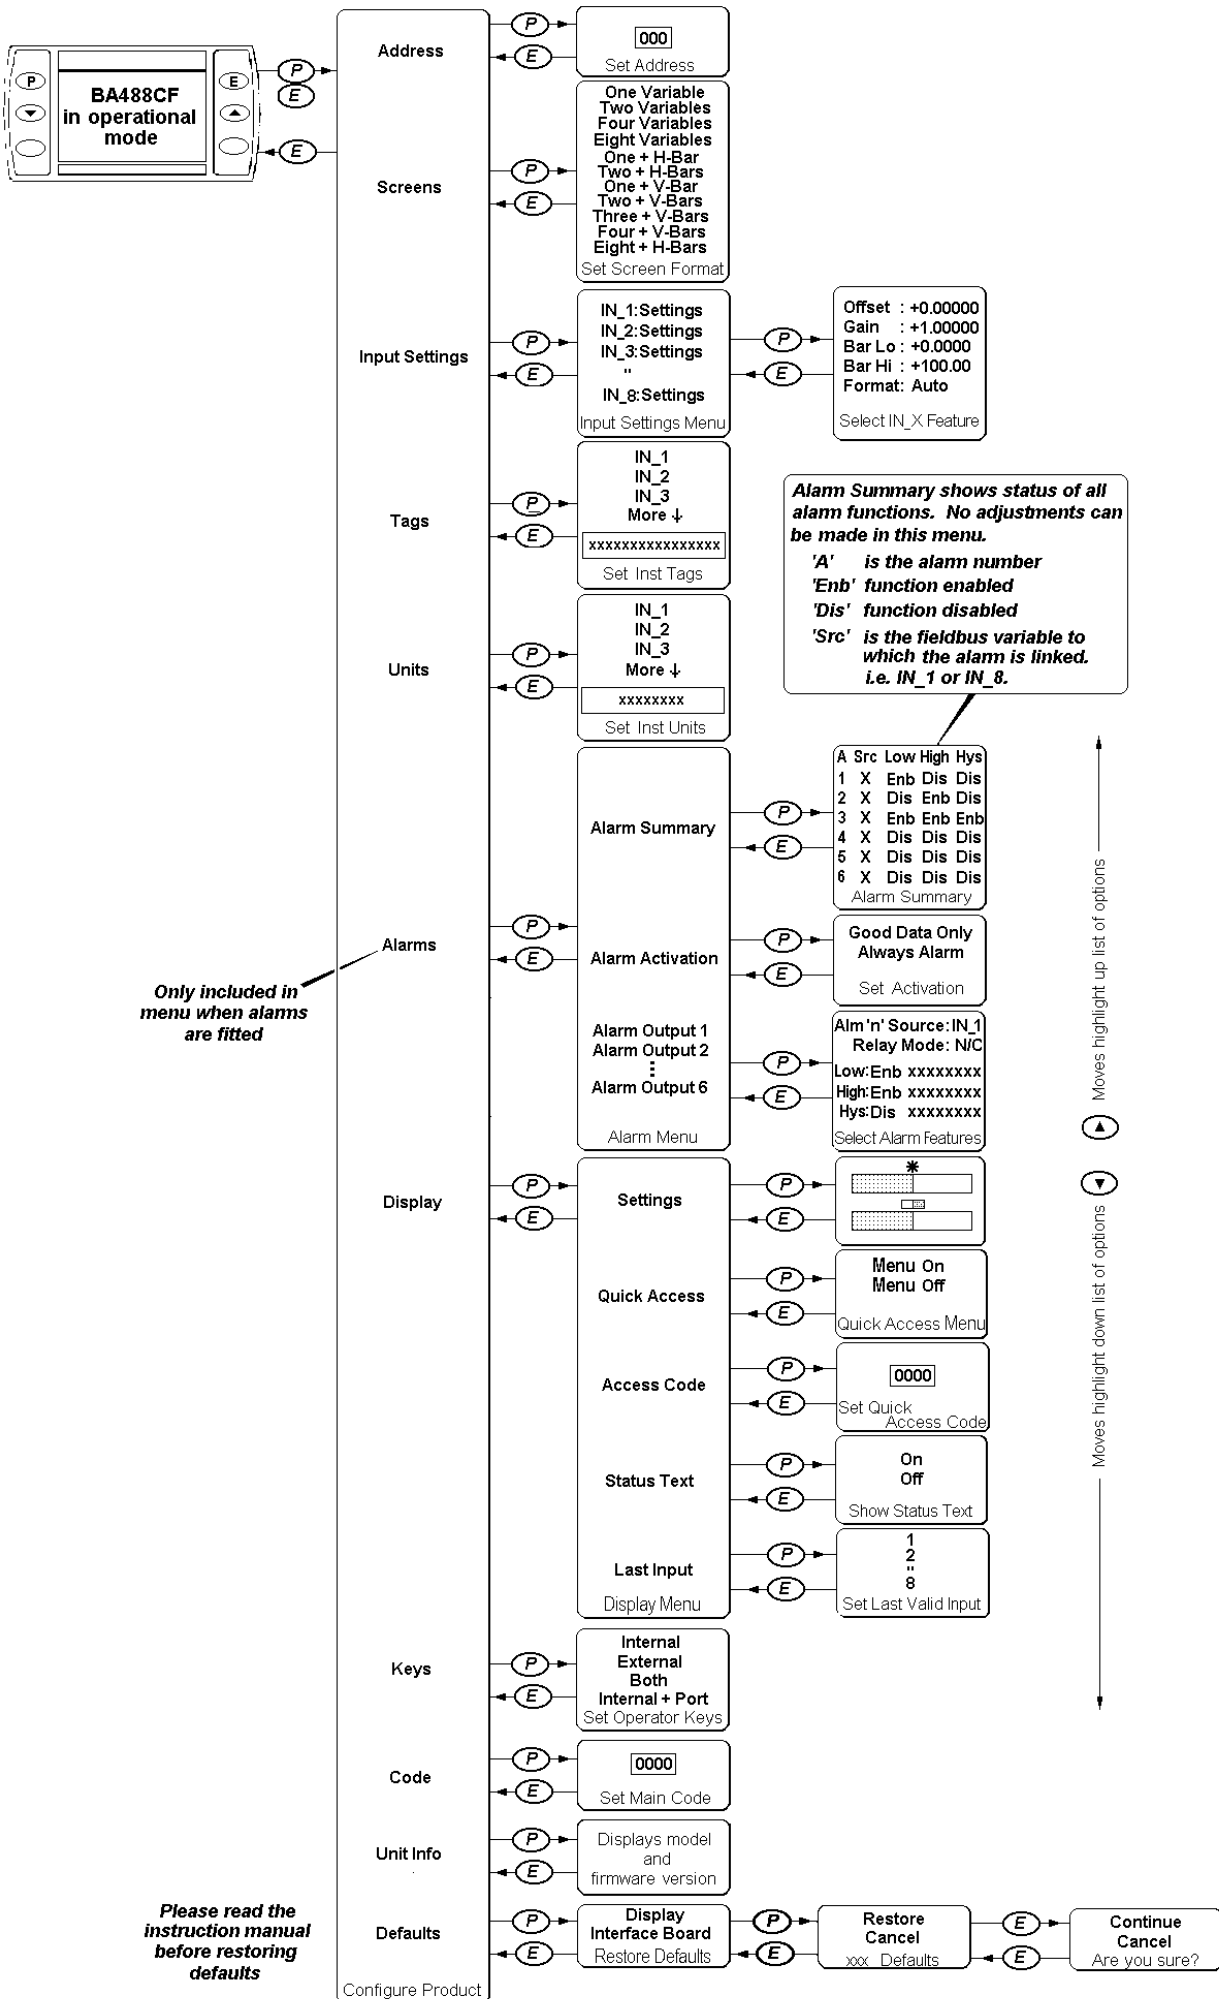 P
E
BA488CF
in operational
mode
P
E
E
Address
P
E
000
Set Address
Screens
P
E
One Variable
Two Variables
Four Variables
Eight Variables
One + H-Bar
Two + H-Bars
One + V-Bar
Two + V-Bars
Three + V-Bars
Four + V-Bars
Eight + H-Bars
Set Screen Format
Input Settings
P
E
IN_1:Settings
IN_2:Settings
IN_3:Settings
"
IN_8:Settings
Input Settings Menu
P
E
Offset : +0.00000
Gain : +1.00000
Bar Lo : +0.0000
Bar Hi : +100.00
Format: Auto
Select IN_X Feature
Tags
P
E
IN_1
IN_2
IN_3
More ↓
xxxxxxxxxxxxxxxx
Set Inst Tags
Units
P
E
IN_1
IN_2
IN_3
More ↓
xxxxxxxx
Set Inst Units
Alarm Summary shows status of all
alarm functions. No adjustments can
be made in this menu.
'A' is the alarm number
'Enb' function enabled
'Dis' function disabled
'Src' is the fieldbus variable to
which the alarm is linked.
i.e. IN_1 or IN_8.
Only included in
menu when alarms
are fitted
Alarms
P
E
Alarm Summary
P
E
A Src Low High Hys
1 X Enb Dis Dis
2 X Dis Enb Dis
3 X Enb Enb Enb
4 X Dis Dis Dis
5 X Dis Dis Dis
6 X Dis Dis Dis
Alarm Summary
Alarm Activation
P
E
Good Data Only
Always Alarm
Set Activation
Alarm Output 1
Alarm Output 2
Alarm Output 6
Alarm Menu
P
E
Alm 'n' Source: IN_1
Relay Mode: N/C
Low: Enb xxxxxxxx
High: Enb xxxxxxxx
Hys: Dis xxxxxxxx
Select Alarm Features
Moves highlight up list of options
Moves highlight down list of options
Display
P
E
Settings
P
E
Quick Access
P
E
Menu On
Menu Off
Quick Access Menu
Access Code
P
E
0000
Set Quick
Access Code
Status Text
P
E
On
Off
Show Status Text
Last Input
Display Menu
P
E
1
2
"
8
Set Last Valid Input
Keys
P
E
Internal
External
Both
Internal + Port
Set Operator Keys
Code
P
E
0000
Set Main Code
Unit Info
P
E
Displays model
and
firmware version
Please read the
instruction manual
before restoring
defaults
Defaults
P
E
Display
Interface Board
Restore Defaults
P
E
Restore
Cancel
xxx Defaults
E
E
Continue
Cancel
Are you sure?
Configure Product